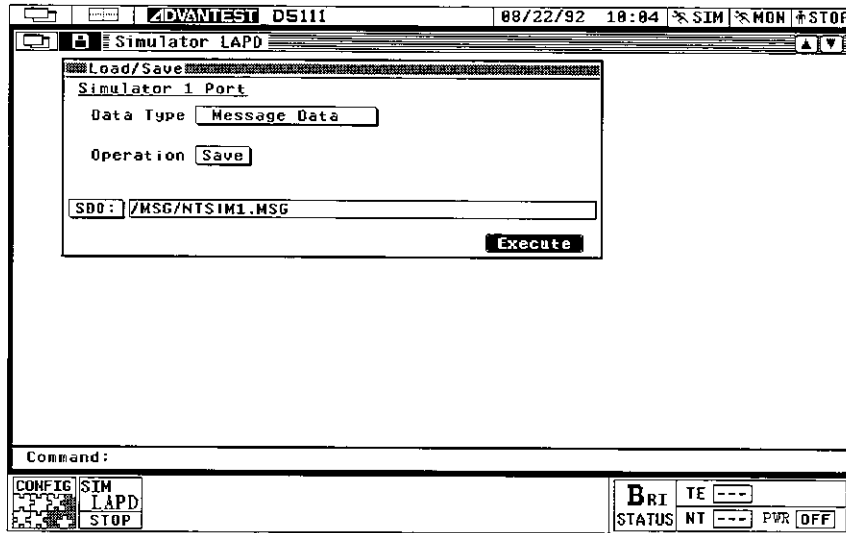 ADVANTEST D5111 08/22/92 10:04 SIM MON STOP
Simulator LAPD
Load/Save
Simulator 1 Port
Data Type Message Data
Operation Save
SD0: /MSG/NTSIM1.MSG
Execute
Command:
CONFIG SIM LAPD STOP
BRI STATUS TE --- NT --- PWR OFF